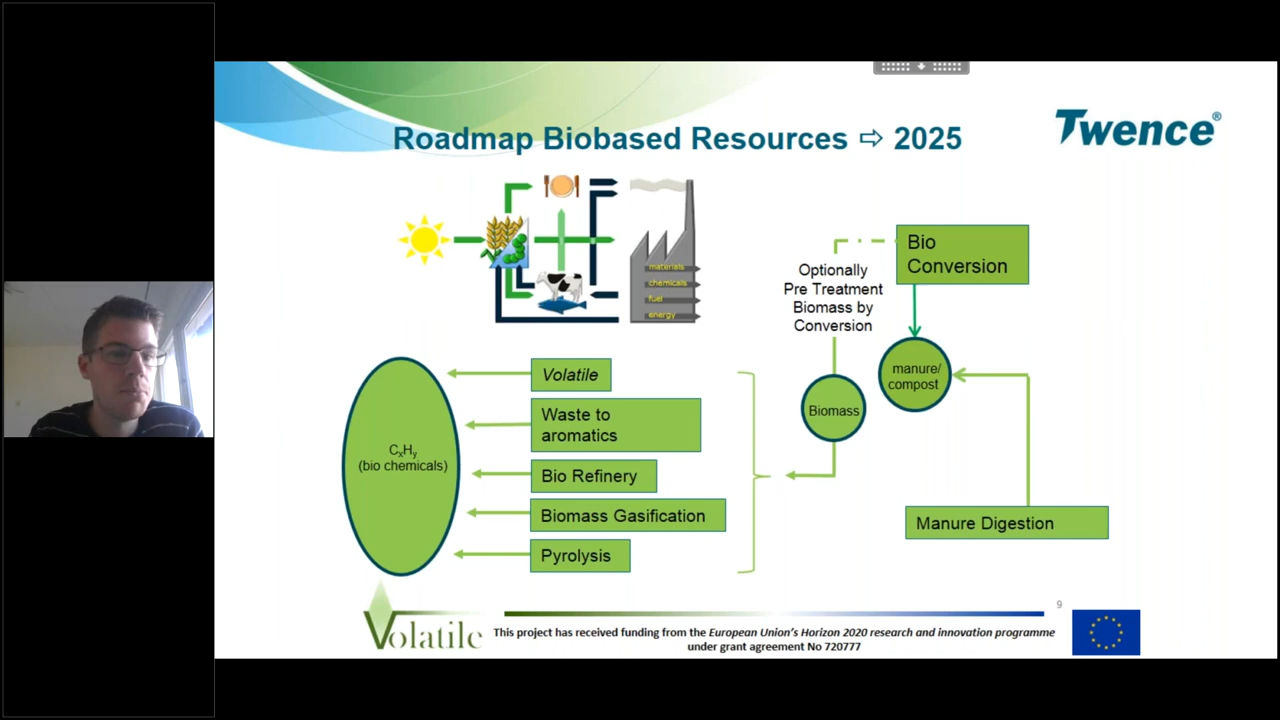 Roadmap Biobased Resources ⇨ 2025
Twence®
materials
chemicals
fuel
energy
Bio
Conversion
Optionally
Pre Treatment
Biomass by
Conversion
manure/
compost
Biomass
Volatile
Waste to
aromatics
CxHy
(bio chemicals)
Bio Refinery
Biomass Gasification
Manure Digestion
Pyrolysis
9
Volatile
This project has received funding from the European Union's Horizon 2020 research and innovation programme
under grant agreement No 720777